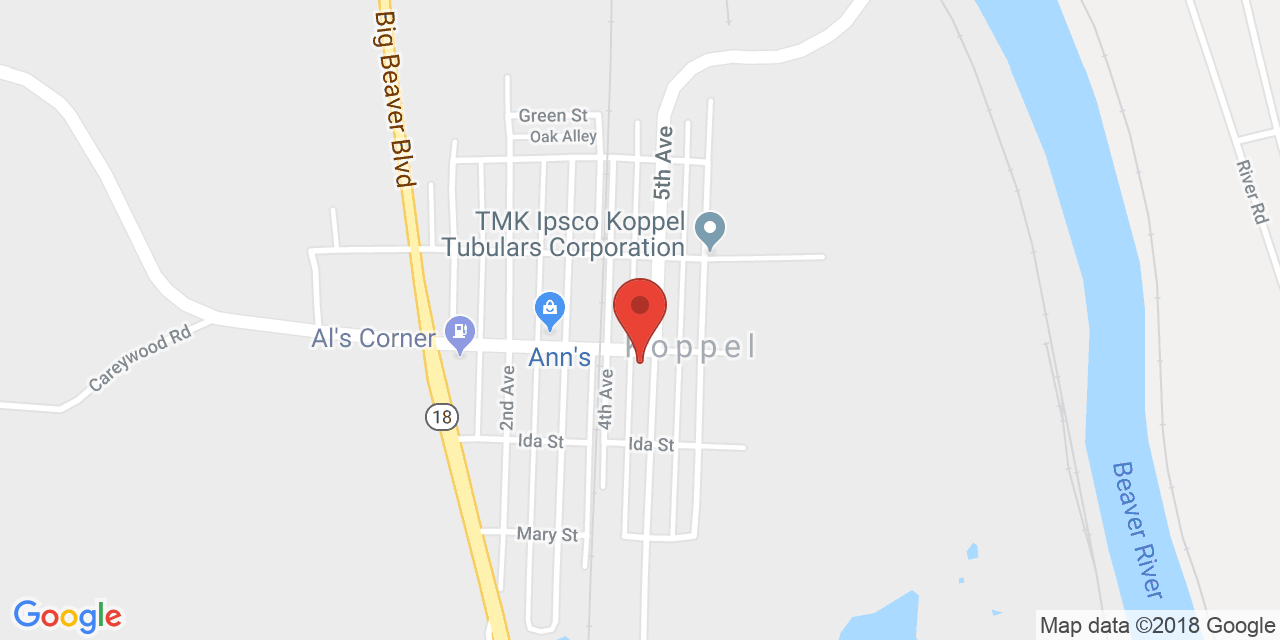 Big Beaver Blvd
Green St
Oak Alley
5th Ave
River Rd
TMK Ipsco Koppel
Tubulars Corporation
Al's Corner
Ann's
Koppel
Careywood Rd
2nd Ave
4th Ave
18
Ida St
Ida St
Mary St
Beaver River
Google
Map data ©2018 Google